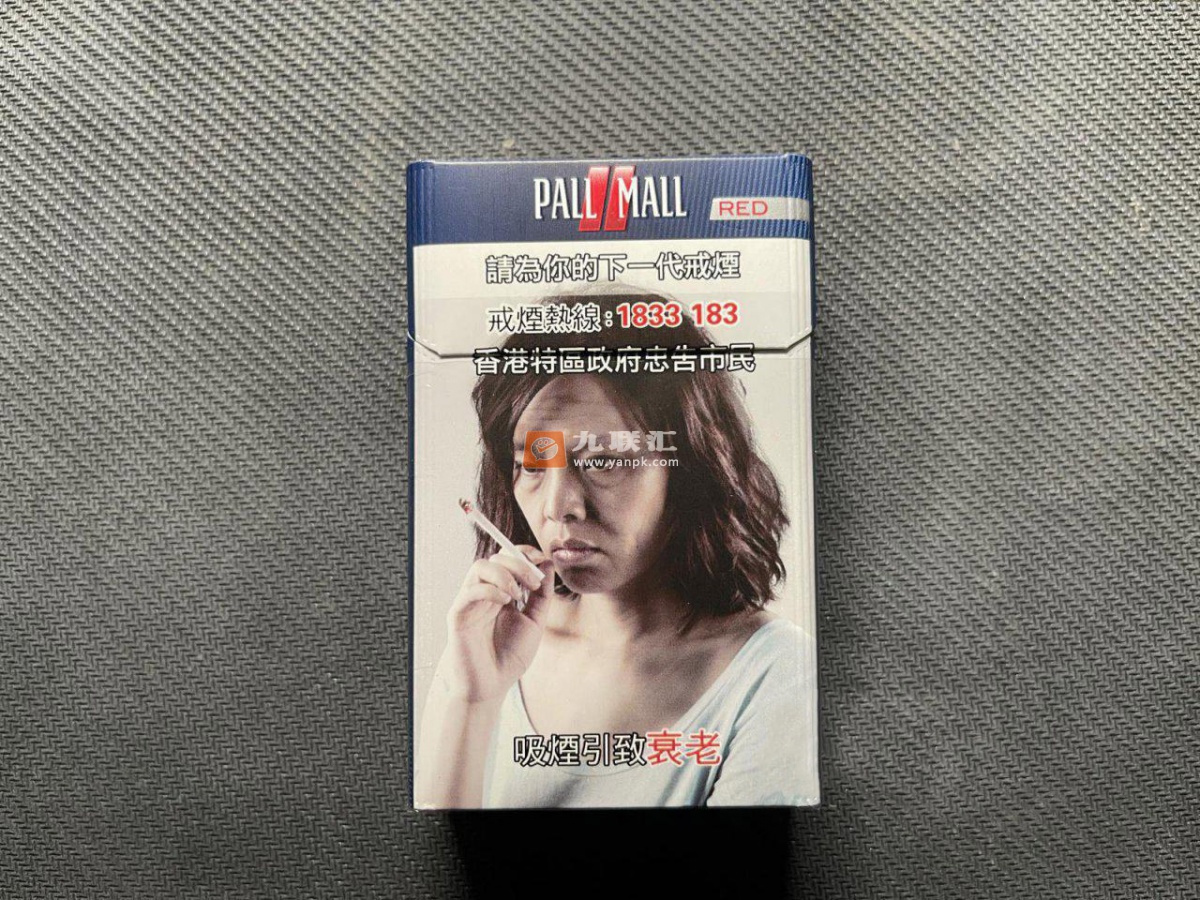 PALL MALL
RED
請為你的下一代戒煙
戒煙熱線:1833 183
香港特區政府忠告市民
九联汇
www.yanpk.com
吸煙引致衰老